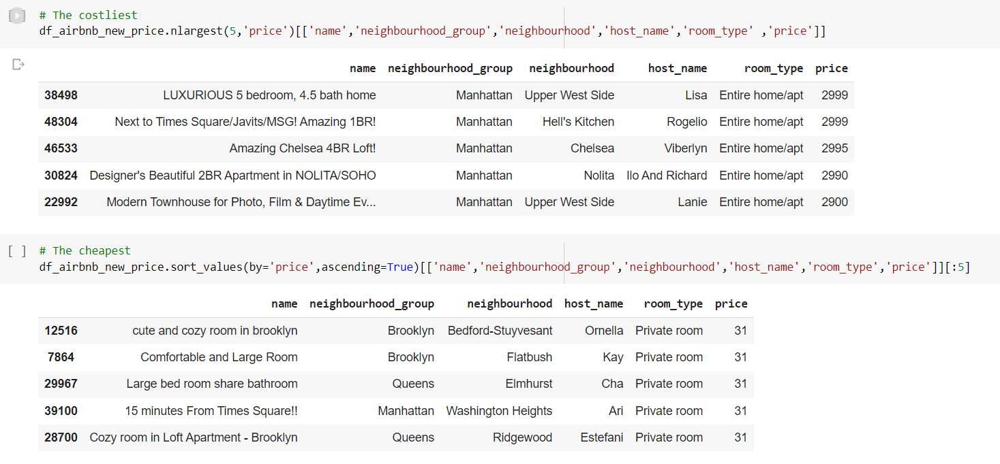 # The costliest
df_airbnb_new_price.nlargest(5,'price')[['name','neighbourhood_group','neighbourhood','host_name','room_type' ,'price']]
name neighbourhood_group neighbourhood host_name room_type price
38498 LUXURIOUS 5 bedroom, 4.5 bath home Manhattan Upper West Side Lisa Entire home/apt 2999
48304 Next to Times Square/Javits/MSG! Amazing 1BR! Manhattan Hell's Kitchen Rogelio Entire home/apt 2999
46533 Amazing Chelsea 4BR Loft! Manhattan Chelsea Viberlyn Entire home/apt 2995
30824 Designer's Beautiful 2BR Apartment in NOLITA/SOHO Manhattan Nolita Ilo And Richard Entire home/apt 2990
22992 Modern Townhouse for Photo, Film & Daytime Ev... Manhattan Upper West Side Lanie Entire home/apt 2900
[ ] # The cheapest
df_airbnb_new_price.sort_values(by='price',ascending=True)[['name','neighbourhood_group','neighbourhood','host_name','room_type','price']][:5]
name neighbourhood_group neighbourhood host_name room_type price
12516 cute and cozy room in brooklyn Brooklyn Bedford-Stuyvesant Ornella Private room 31
7864 Comfortable and Large Room Brooklyn Flatbush Kay Private room 31
29967 Large bed room share bathroom Queens Elmhurst Cha Private room 31
39100 15 minutes From Times Square!! Manhattan Washington Heights Ari Private room 31
28700 Cozy room in Loft Apartment - Brooklyn Queens Ridgewood Estefani Private room 31